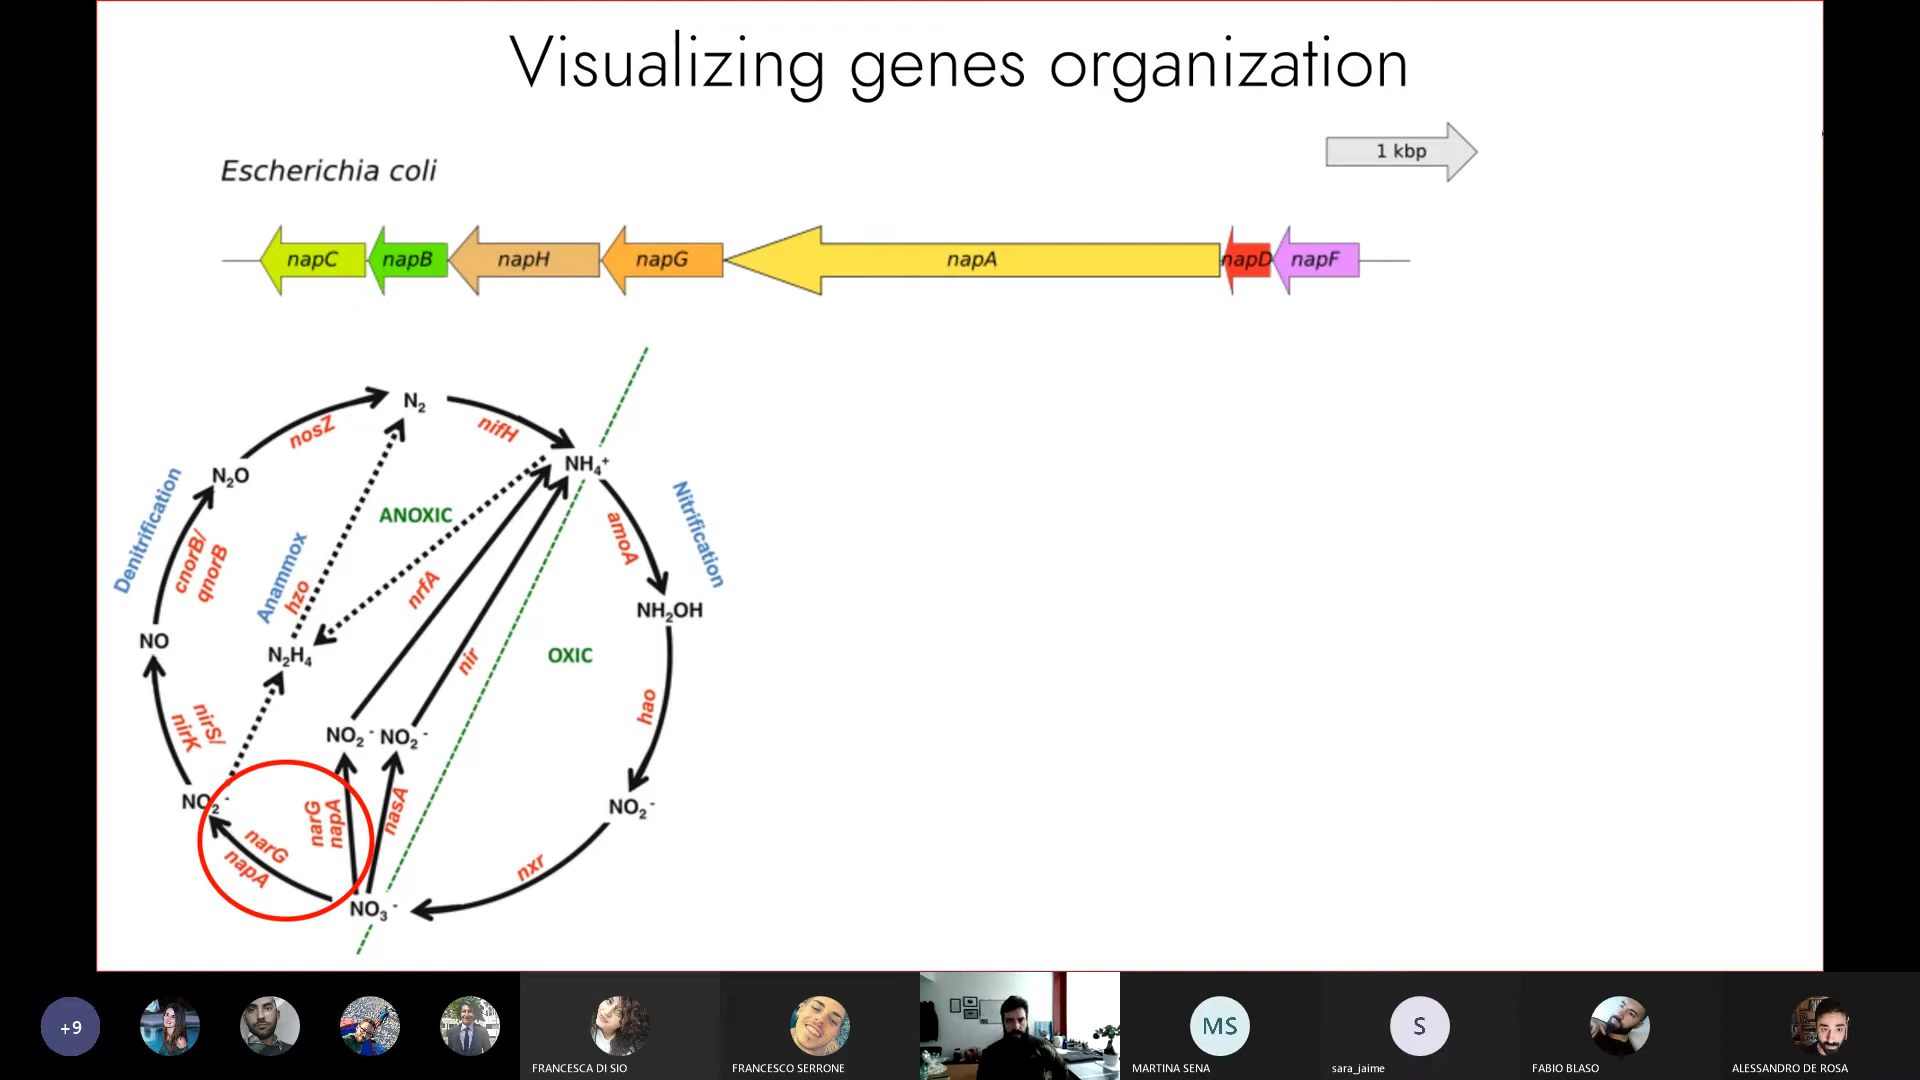 Visualizing genes organization
1 kbp
Escherichia coli
napC napB napH napG napA napD napF
N2
nosZ
nifH
NH4+
N2O
Denitrification
ANOXIC
Nitrification
amoA
cnorB/
qnorB
Anammox
hzo
nrfA
NH2OH
NO
N2H4
nir
OXIC
hao
nirS/
nirK
NO2- NO2-
NO2-
narG
napA
nasA
NO2-
narG
napA
nxr
NO3-
+9
FRANCESCA DI SIO
FRANCESCO SERRONE
MS
MARTINA SENA
S
sara_jaime
FABIO BLASO
ALESSANDRO DE ROSA